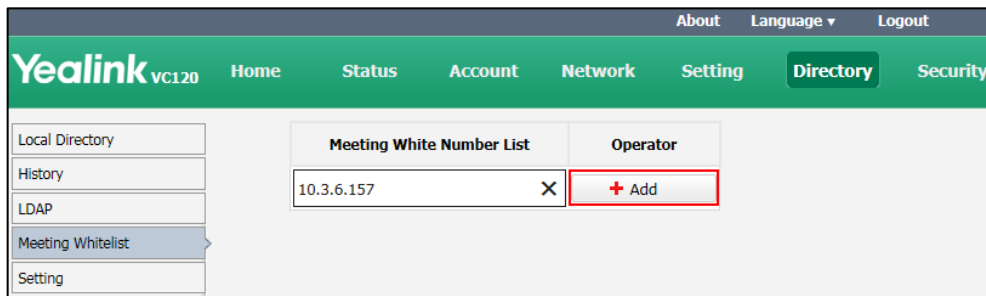 About Language ▾ Logout
Yealink VC120 Home Status Account Network Setting Directory Security
Local Directory
Meeting White Number List Operator
History
10.3.6.157 X + Add
LDAP
Meeting Whitelist
Setting